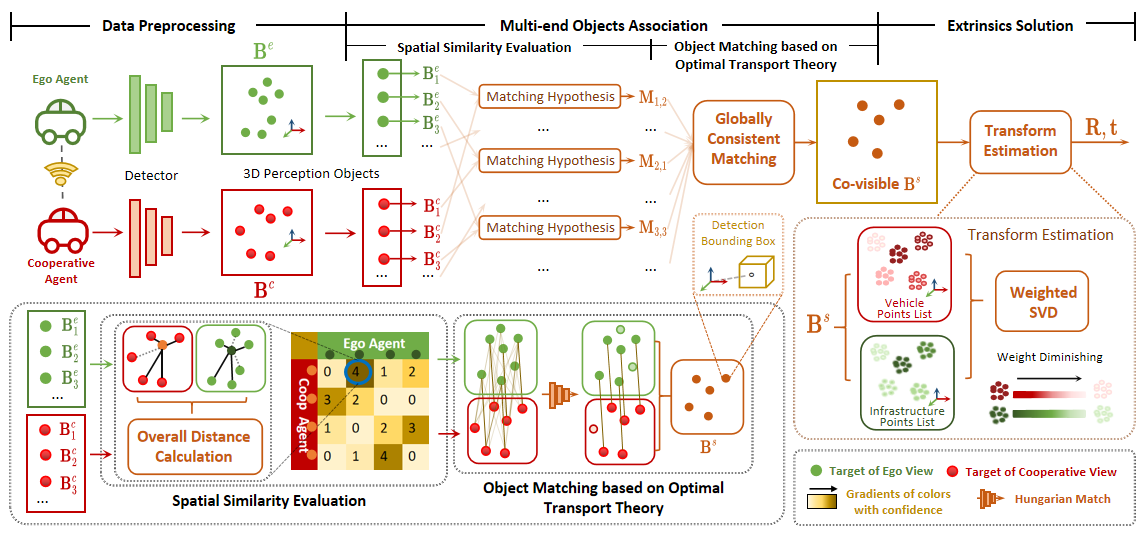 Data Preprocessing
Multi-end Objects Association
Extrinsics Solution
Spatial Similarity Evaluation
Object Matching based on
Optimal Transport Theory
Ego Agent
B^e
B_1^e
B_2^e
B_3^e
...
Detector
3D Perception Objects
Cooperative
Agent
B^c
B_1^c
B_2^c
B_3^c
...
Matching Hypothesis
M_{1,2}
...
...
Matching Hypothesis
M_{2,1}
...
...
Matching Hypothesis
M_{3,3}
...
...
Globally
Consistent
Matching
Co-visible B^s
Transform
Estimation
R, t
Detection
Bounding Box
Transform Estimation
B^s
Vehicle
Points List
Infrastructure
Points List
Weighted
SVD
Weight Diminishing
B_1^e
B_2^e
B_3^e
...
B_1^c
B_2^c
B_3^c
...
Overall Distance
Calculation
Spatial Similarity Evaluation
Ego Agent
Coop Agent
0 4 1 2
3 2 0 0
1 0 2 3
0 1 4 0
B^s
Object Matching based on Optimal
Transport Theory
Target of Ego View
Target of Cooperative View
Gradients of colors
with confidence
Hungarian Match